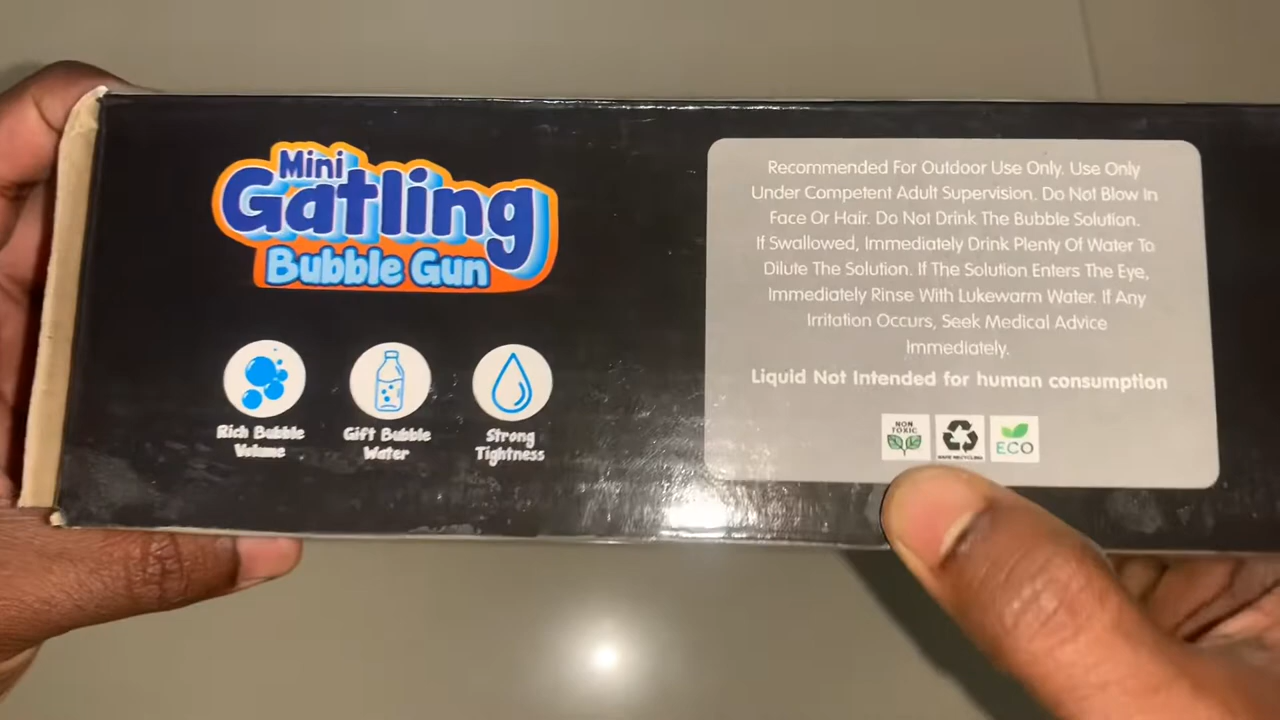 Mini
Gatling
Bubble Gun
Rich Bubble
Volume
Gift Bubble
Water
Strong
Tightness
Recommended For Outdoor Use Only. Use Only
Under Competent Adult Supervision. Do Not Blow In
Face Or Hair. Do Not Drink The Bubble Solution.
If Swallowed, Immediately Drink Plenty Of Water To
Dilute The Solution. If The Solution Enters The Eye,
Immediately Rinse With Lukewarm Water. If Any
Irritation Occurs, Seek Medical Advice
Immediately.
Liquid Not Intended for human consumption
NON
TOXIC
ECO